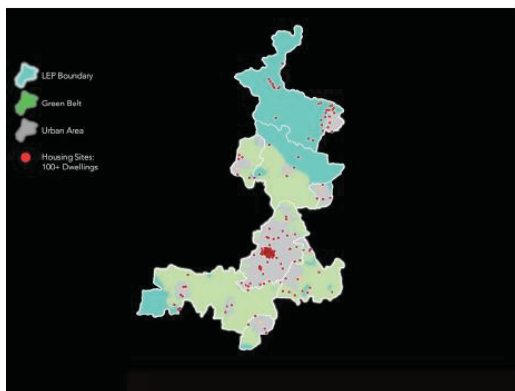 LEP Boundary
Green Belt
Urban Area
Housing Sites:
100+ Dwellings